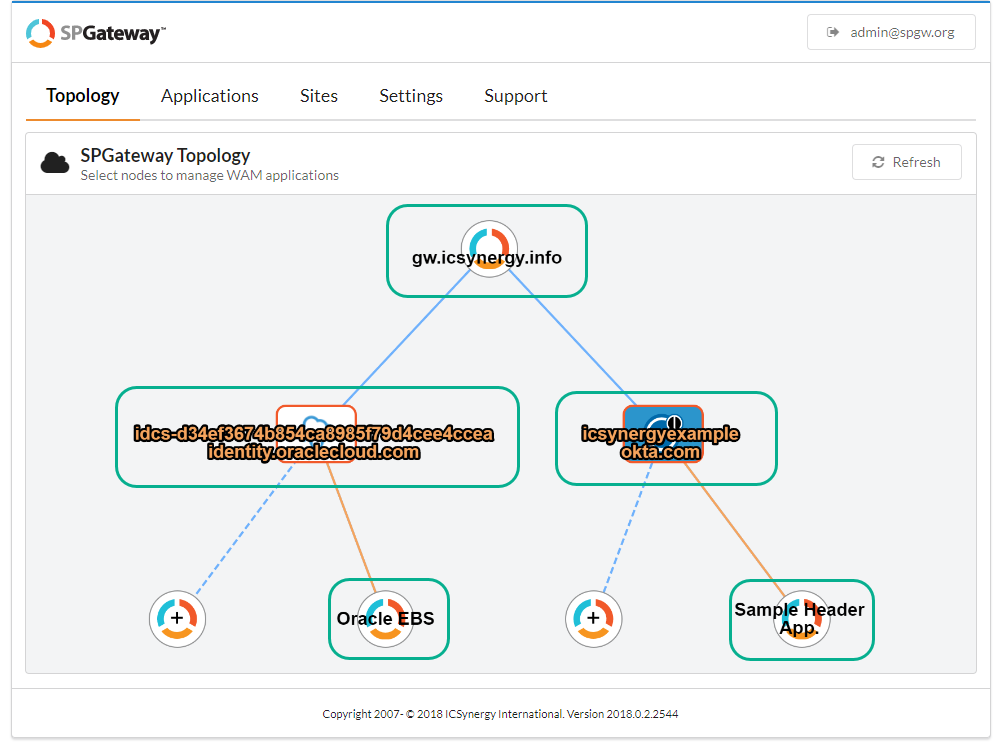 SPGateway™
admin@spgw.org
Topology Applications Sites Settings Support
SPGateway Topology
Select nodes to manage WAM applications
Refresh
gw.icsynergy.info
idcs-d34ef3674b854ca8985f79d4cee4ccea
identity.oraclecloud.com
icsynergyexample
okta.com
+
Oracle EBS
+
Sample Header
App.
Copyright 2007- © 2018 ICSynergy International. Version 2018.0.2.2544